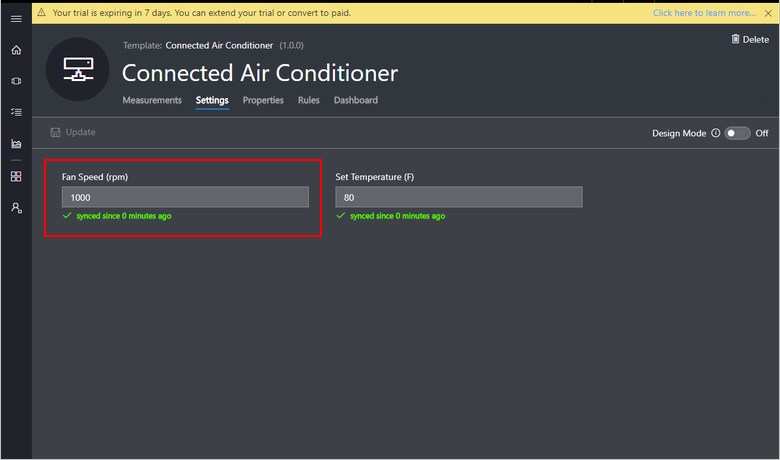 Your trial is expiring in 7 days. You can extend your trial or convert to paid. Click here to learn more...
Template: Connected Air Conditioner (1.0.0) Delete
Connected Air Conditioner
Measurements Settings Properties Rules Dashboard
Update Design Mode Off
Fan Speed (rpm) Set Temperature (F)
1000 80
synced since 0 minutes ago synced since 0 minutes ago